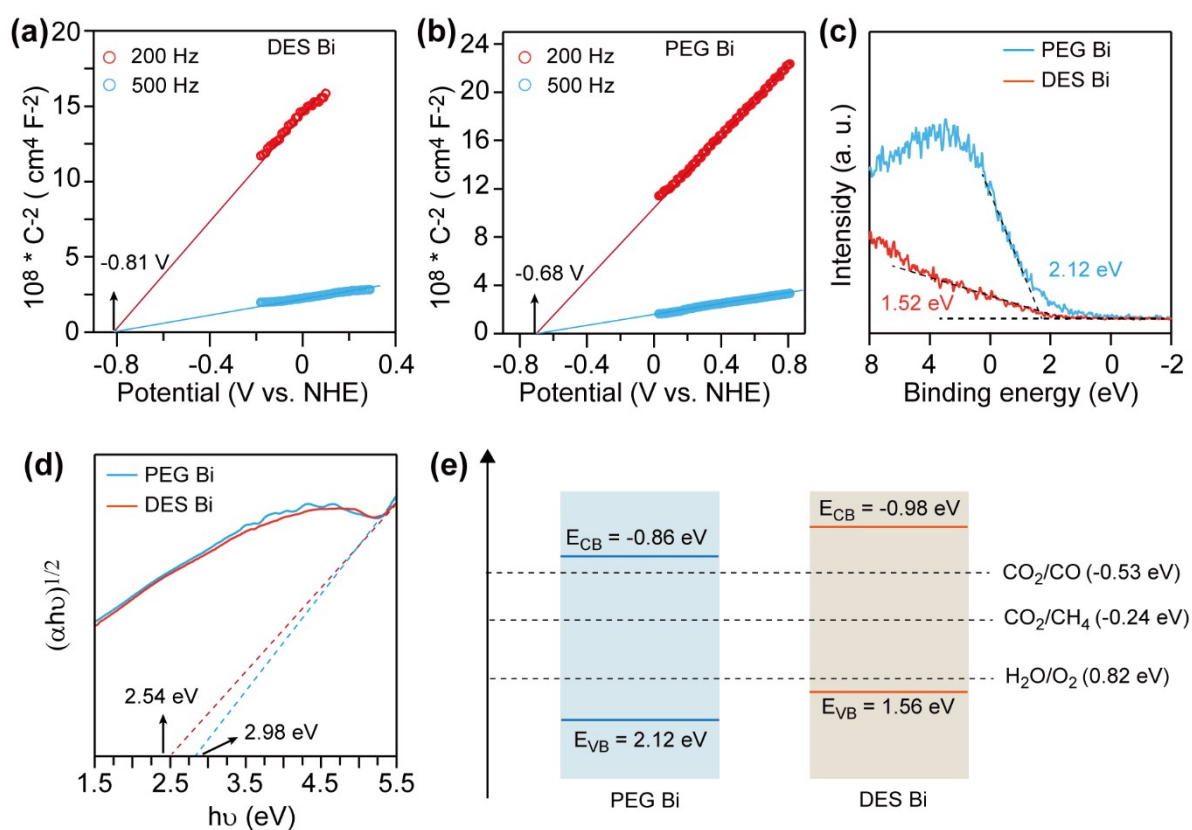 (a)
DES Bi
200 Hz
500 Hz
-0.81 V
20
15
10
5
0
10⁸ * C⁻² ( cm⁴ F⁻²)
-0.8
-0.4
0
0.4
Potential (V vs. NHE)
(b)
PEG Bi
200 Hz
500 Hz
-0.68 V
24
20
16
12
8
4
0
10⁸ * C⁻² ( cm⁴ F⁻²)
-0.8
-0.4
0
0.4
0.8
Potential (V vs. NHE)
(c)
PEG Bi
DES Bi
2.12 eV
1.52 eV
Intensidy (a. u.)
8
4
0
2
0
-2
Binding energy (eV)
(d)
PEG Bi
DES Bi
(αhυ)^1/2
2.54 eV
2.98 eV
1.5
2.5
3.5
4.5
5.5
hυ (eV)
(e)
E_CB = -0.86 eV
E_CB = -0.98 eV
CO₂/CO (-0.53 eV)
CO₂/CH₄ (-0.24 eV)
H₂O/O₂ (0.82 eV)
E_VB = 2.12 eV
E_VB = 1.56 eV
PEG Bi
DES Bi